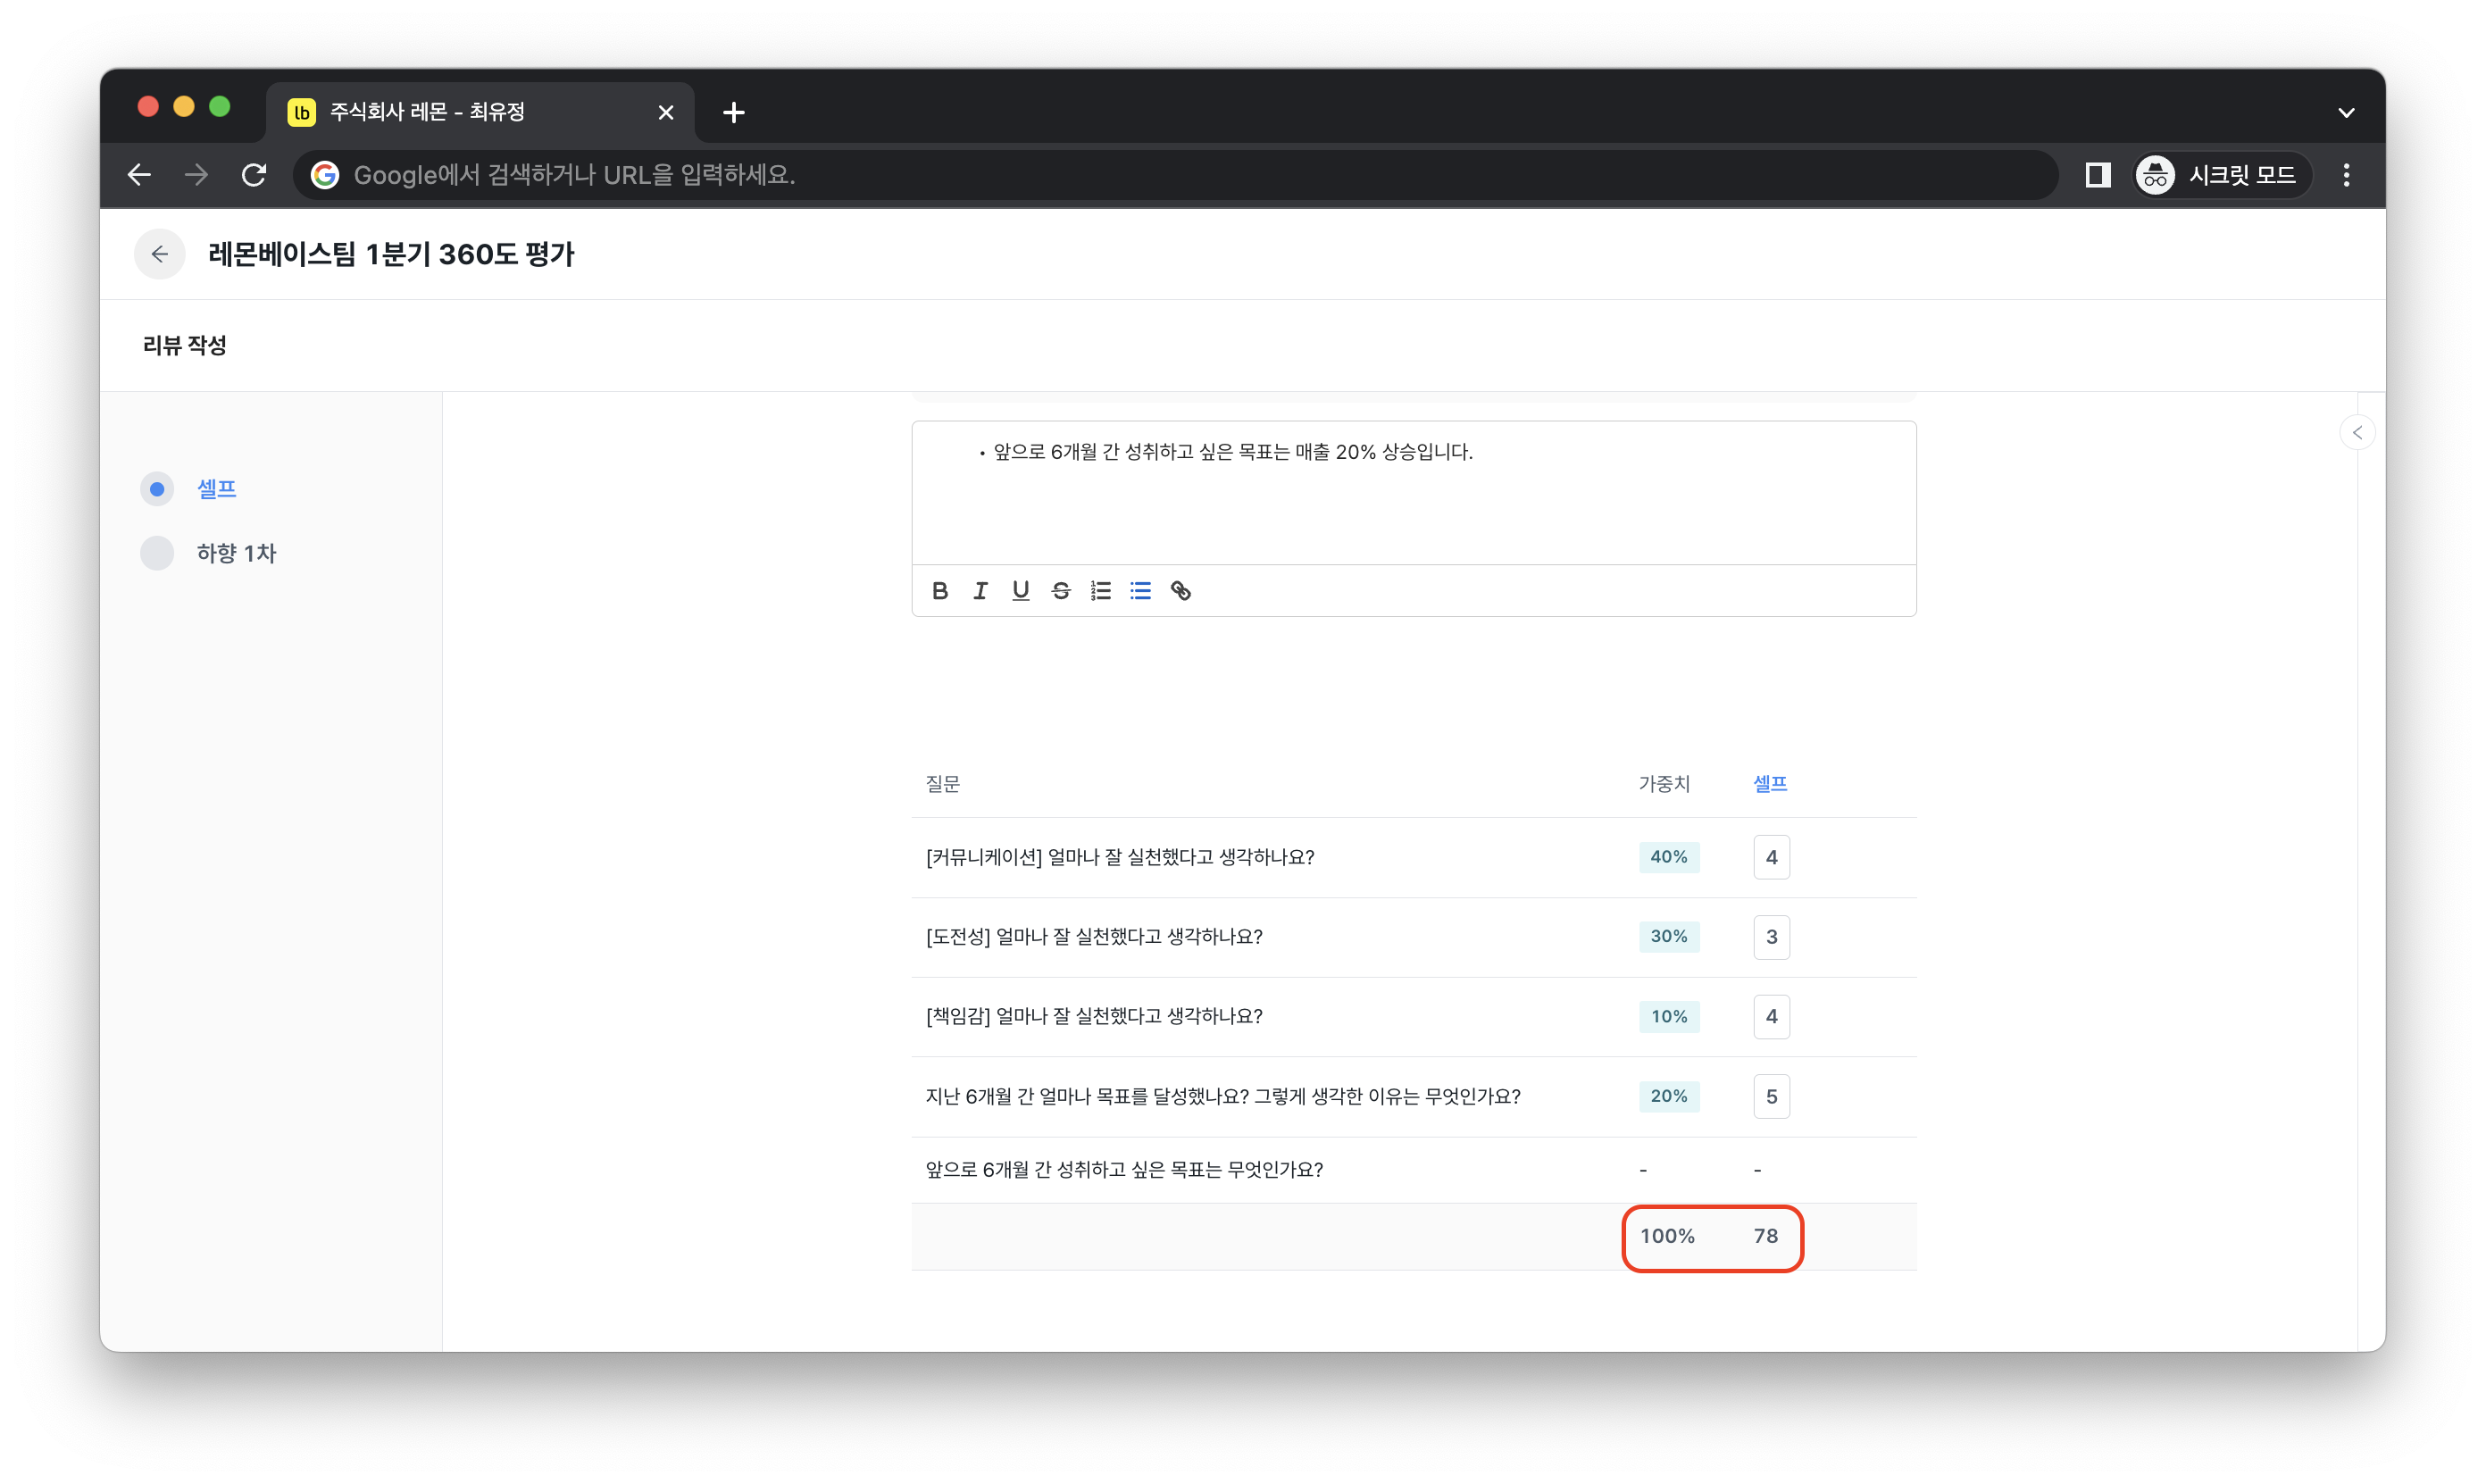 lb 주식회사 레몬 - 최유정
Google에서 검색하거나 URL을 입력하세요.
시크릿 모드
레몬베이스팀 1분기 360도 평가
리뷰 작성
셀프
하향 1차
• 앞으로 6개월 간 성취하고 싶은 목표는 매출 20% 상승입니다.
질문 가중치 셀프
[커뮤니케이션] 얼마나 잘 실천했다고 생각하나요? 40% 4
[도전성] 얼마나 잘 실천했다고 생각하나요? 30% 3
[책임감] 얼마나 잘 실천했다고 생각하나요? 10% 4
지난 6개월 간 얼마나 목표를 달성했나요? 그렇게 생각한 이유는 무엇인가요? 20% 5
앞으로 6개월 간 성취하고 싶은 목표는 무엇인가요? - -
100% 78